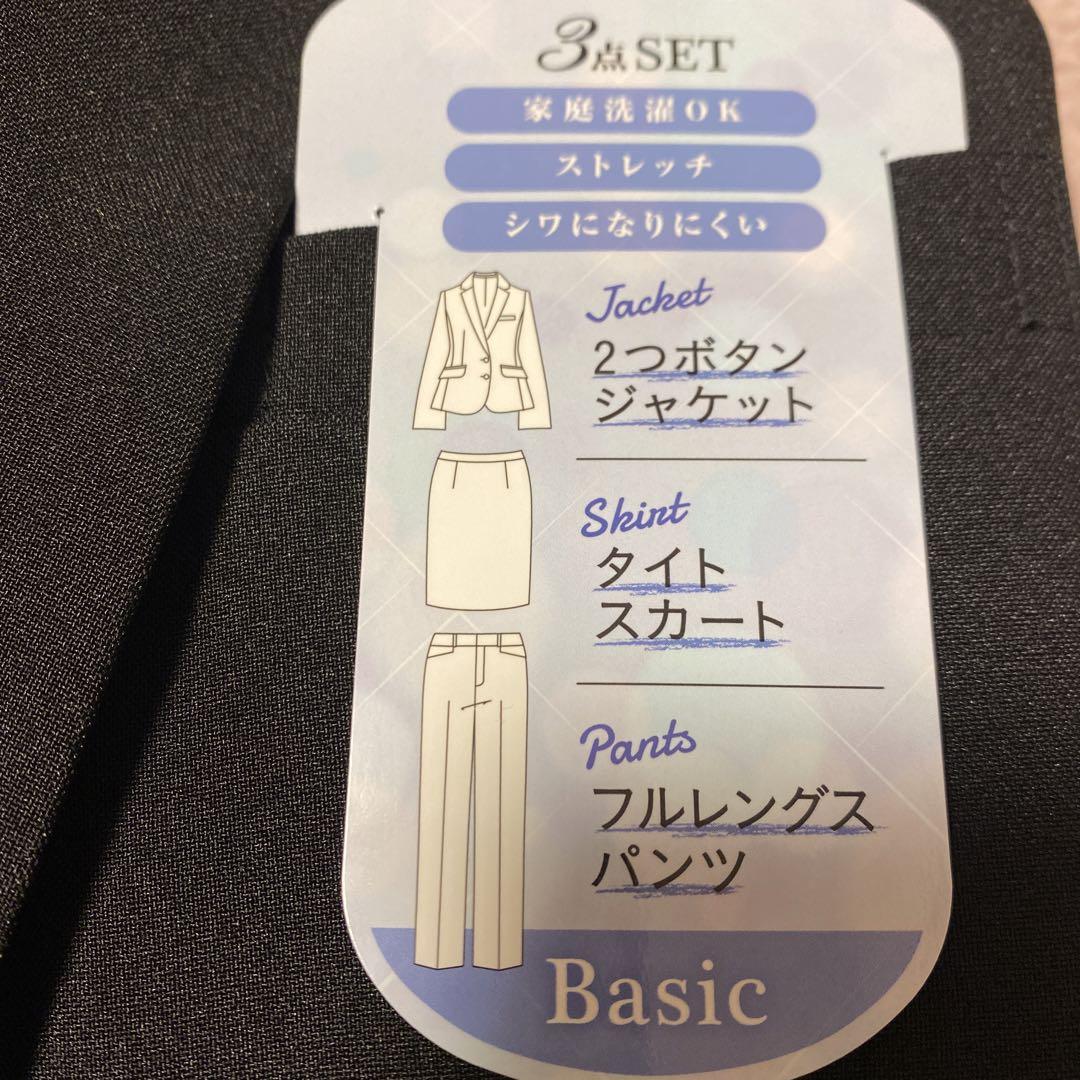 3点SET
家庭洗濯OK
ストレッチ
シワになりにくい
Jacket
2つボタン
ジャケット
Skirt
タイト
スカート
Pants
フルレングス
パンツ
Basic